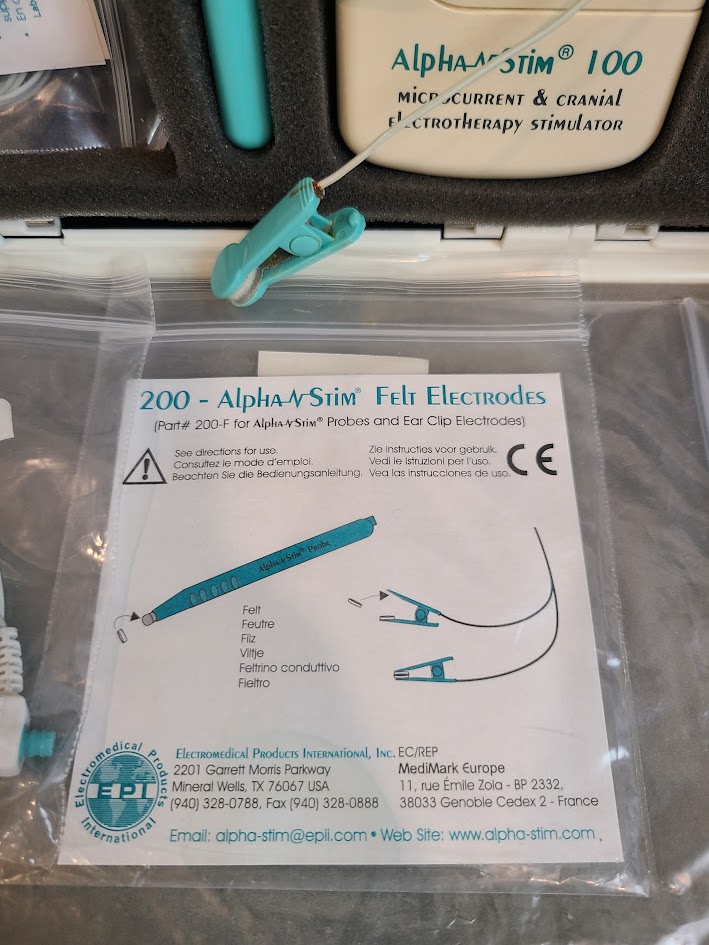 sup
En c
Lab
Alpha-Stim® 100
microcurrent & cranial
electrotherapy stimulator
200 - Alpha-Stim® Felt Electrodes
(Part# 200-F for Alpha-Stim® Probes and Ear Clip Electrodes)
See directions for use.
Consultez le mode d'emploi.
Beachten Sie die Bedienungsanleitung.
Zie instructies voor gebruik.
Vedi le istruzioni per l'uso.
Vea las instrucciones de uso.
CE
Alpha-Stim® Probe
Felt
Feutre
Filz
Viltje
Feltrino conduttivo
Fieltro
Electromedical Products International
EPI
Electromedical Products International, Inc.
2201 Garrett Morris Parkway
Mineral Wells, TX 76067 USA
(940) 328-0788, Fax (940) 328-0888
EC/REP
MediMark Europe
11, rue Émile Zola - BP 2332,
38033 Genoble Cedex 2 - France
Email: alpha-stim@epii.com • Web Site: www.alpha-stim.com